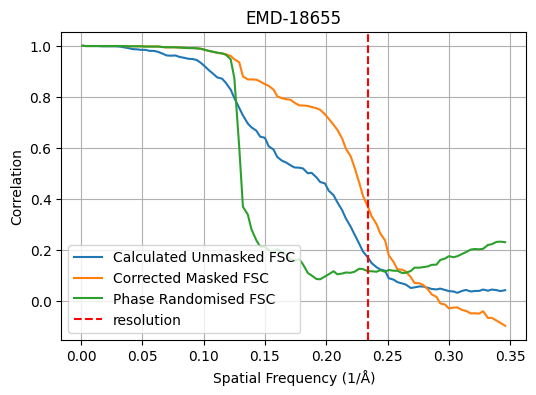 EMD-18655
1.0
0.8
0.6
0.4
0.2
0.0
Correlation
Calculated Unmasked FSC
Corrected Masked FSC
Phase Randomised FSC
resolution
0.00 0.05 0.10 0.15 0.20 0.25 0.30 0.35
Spatial Frequency (1/Å)